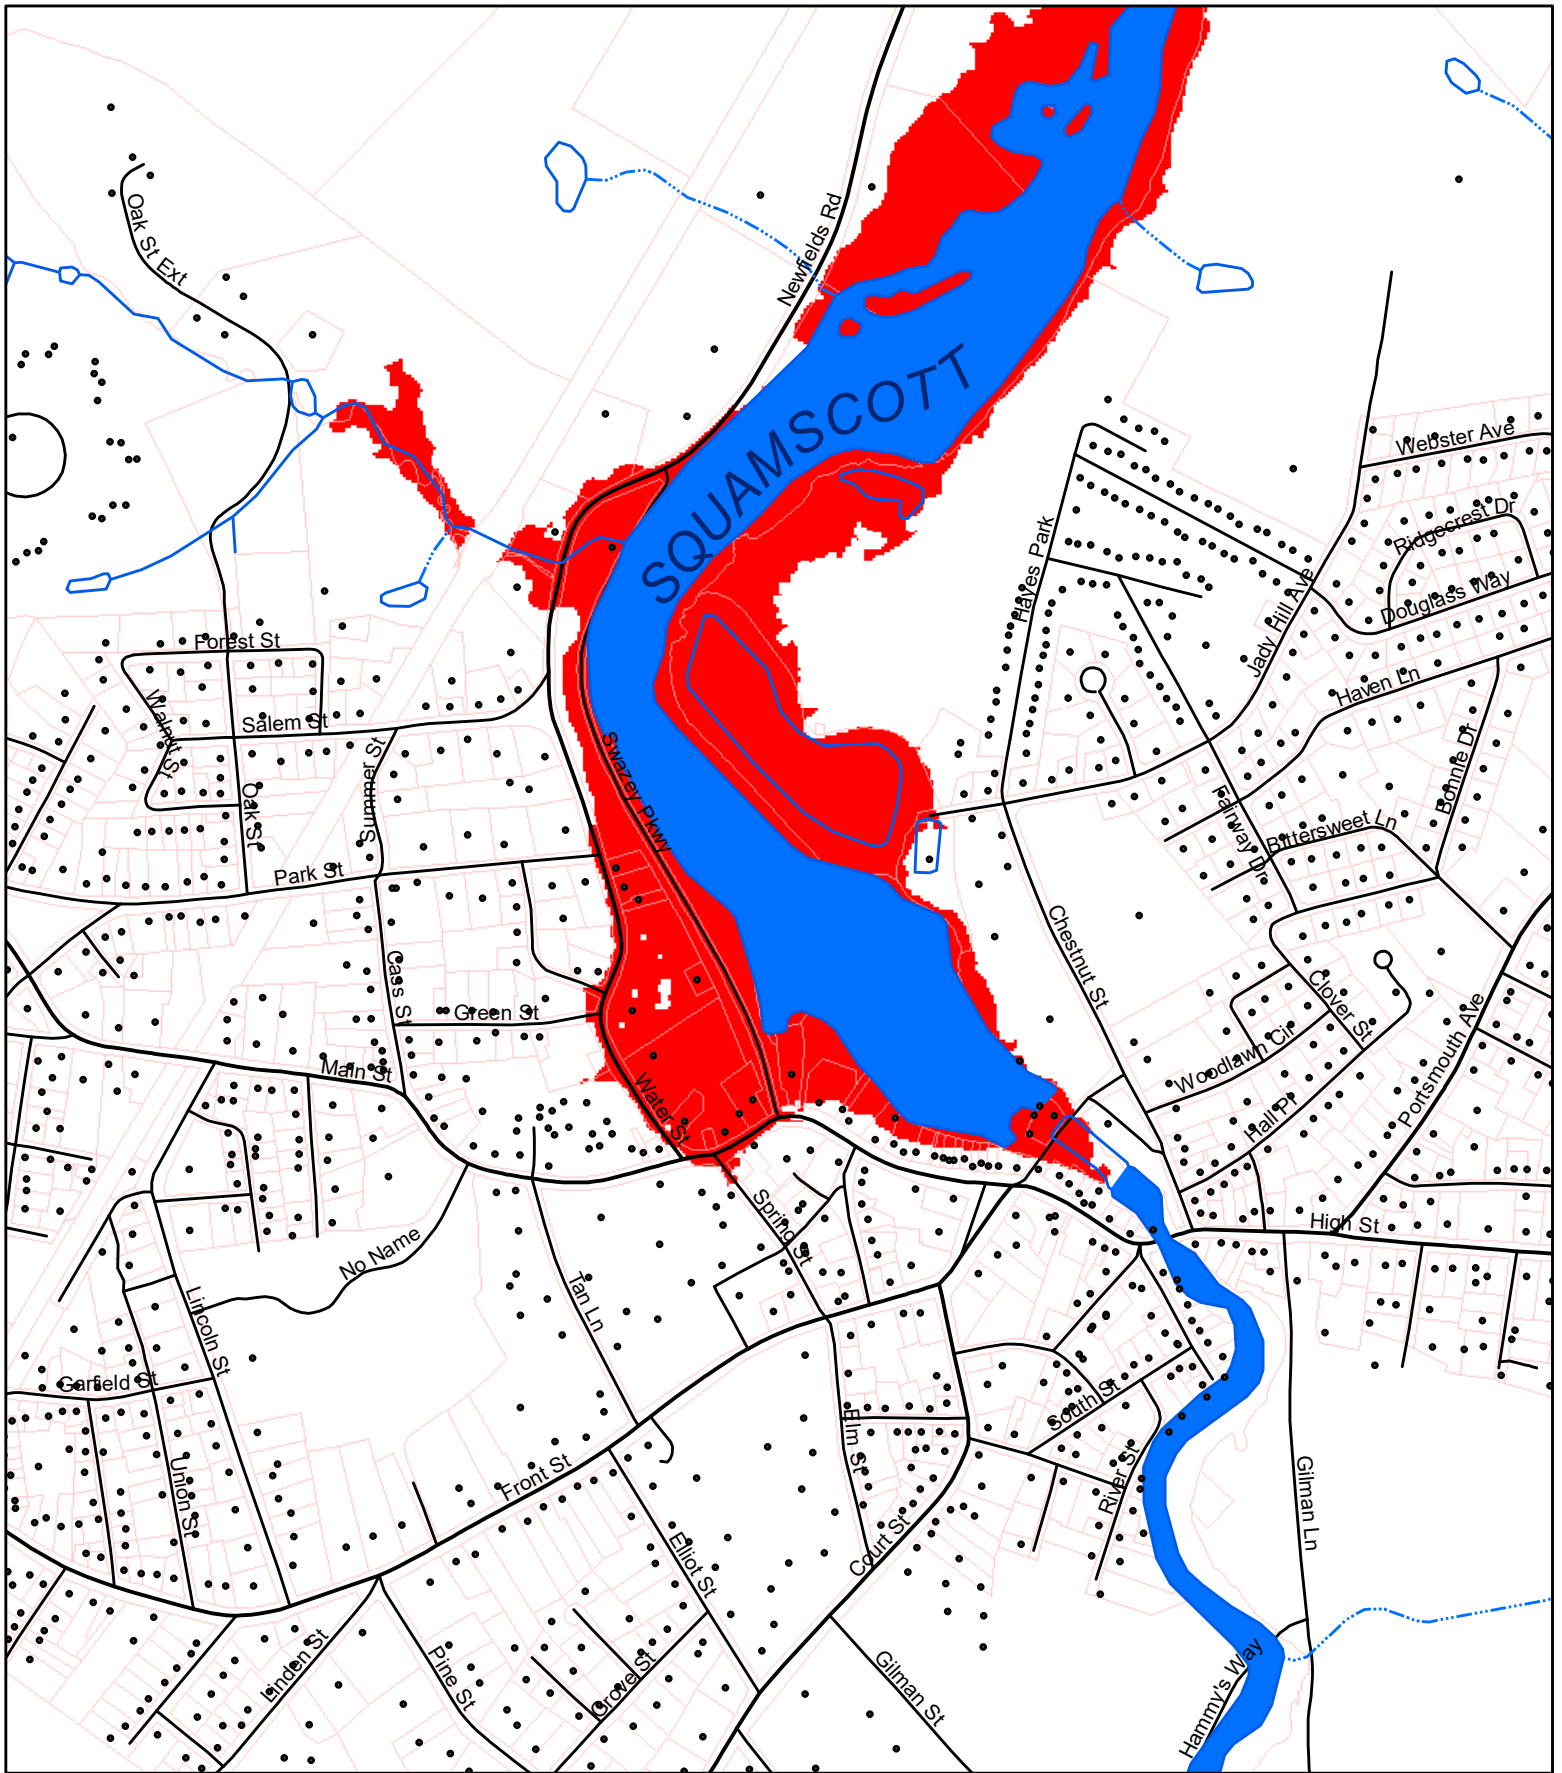 Oak St Ext
Newfields Rd
SQUAMSCOTT
Webster Ave
Ridgecrest Dr
Hayes Park
Douglass Way
Jady Hill Ave
Forest St
Haven Ln
Walnut St
Salem St
Summer St
Swazey Pkwy
Bonnie Dr
Oak St
Fairway Dr
Bittersweet Ln
Park St
Chestnut St
Cass St
Clover St
Green St
Portsmouth Ave
Main St
Woodlawn Cir
Water St
Hall Pl
Spring St
High St
No Name
Tan Ln
Lincoln St
Garfield St
South St
Elm St
Union St
Front St
River St
Gilman Ln
Elliot St
Court St
Linden St
Pine St
Grove St
Gilman St
Hammy's Way